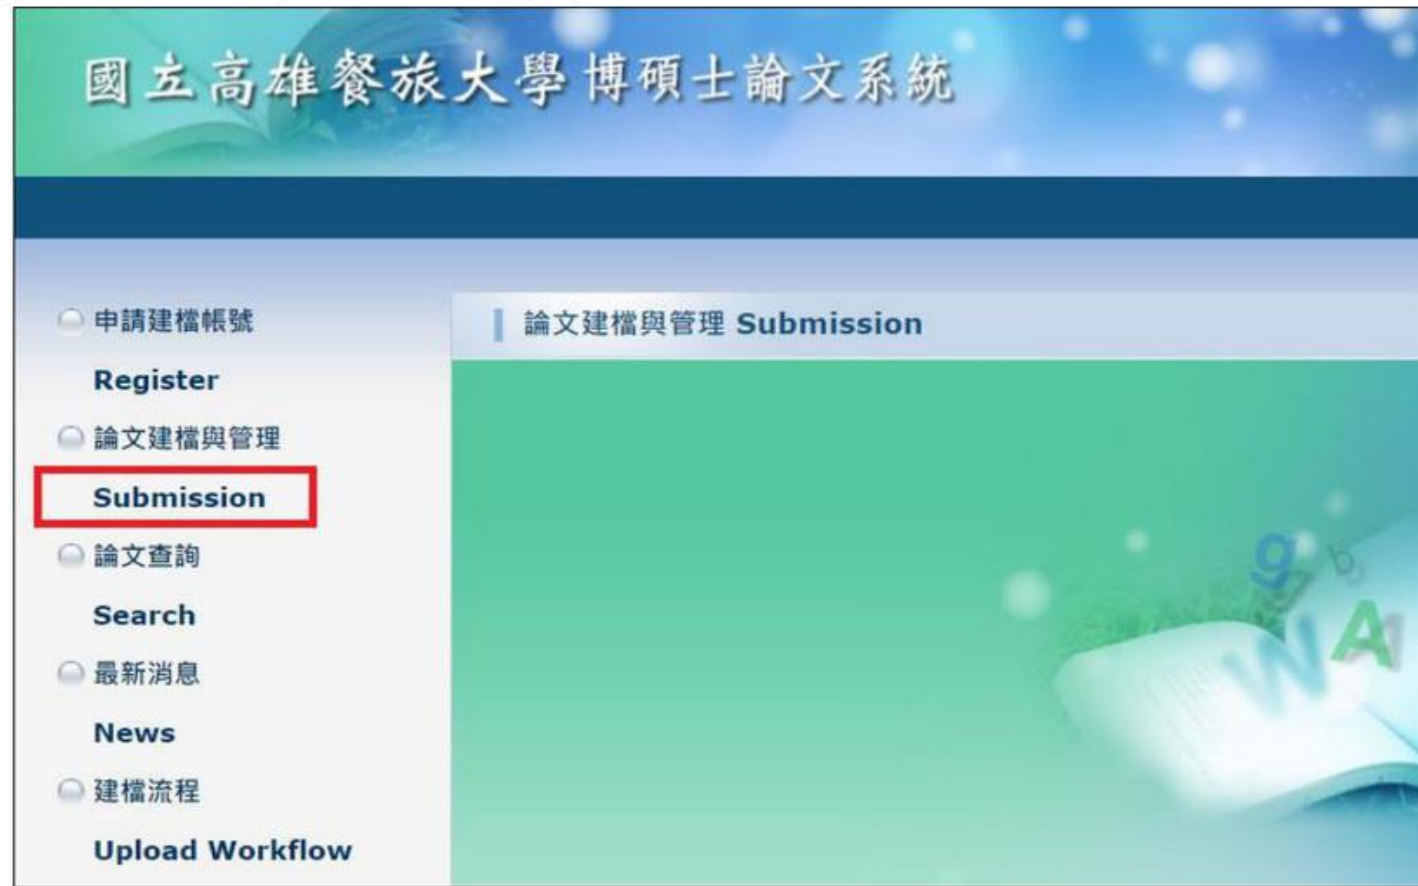 國立高雄餐旅大學博碩士論文系統
申請建檔帳號
Register
論文建檔與管理
Submission
論文查詢
Search
最新消息
News
建檔流程
Upload Workflow
論文建檔與管理 Submission
g
b
W
A